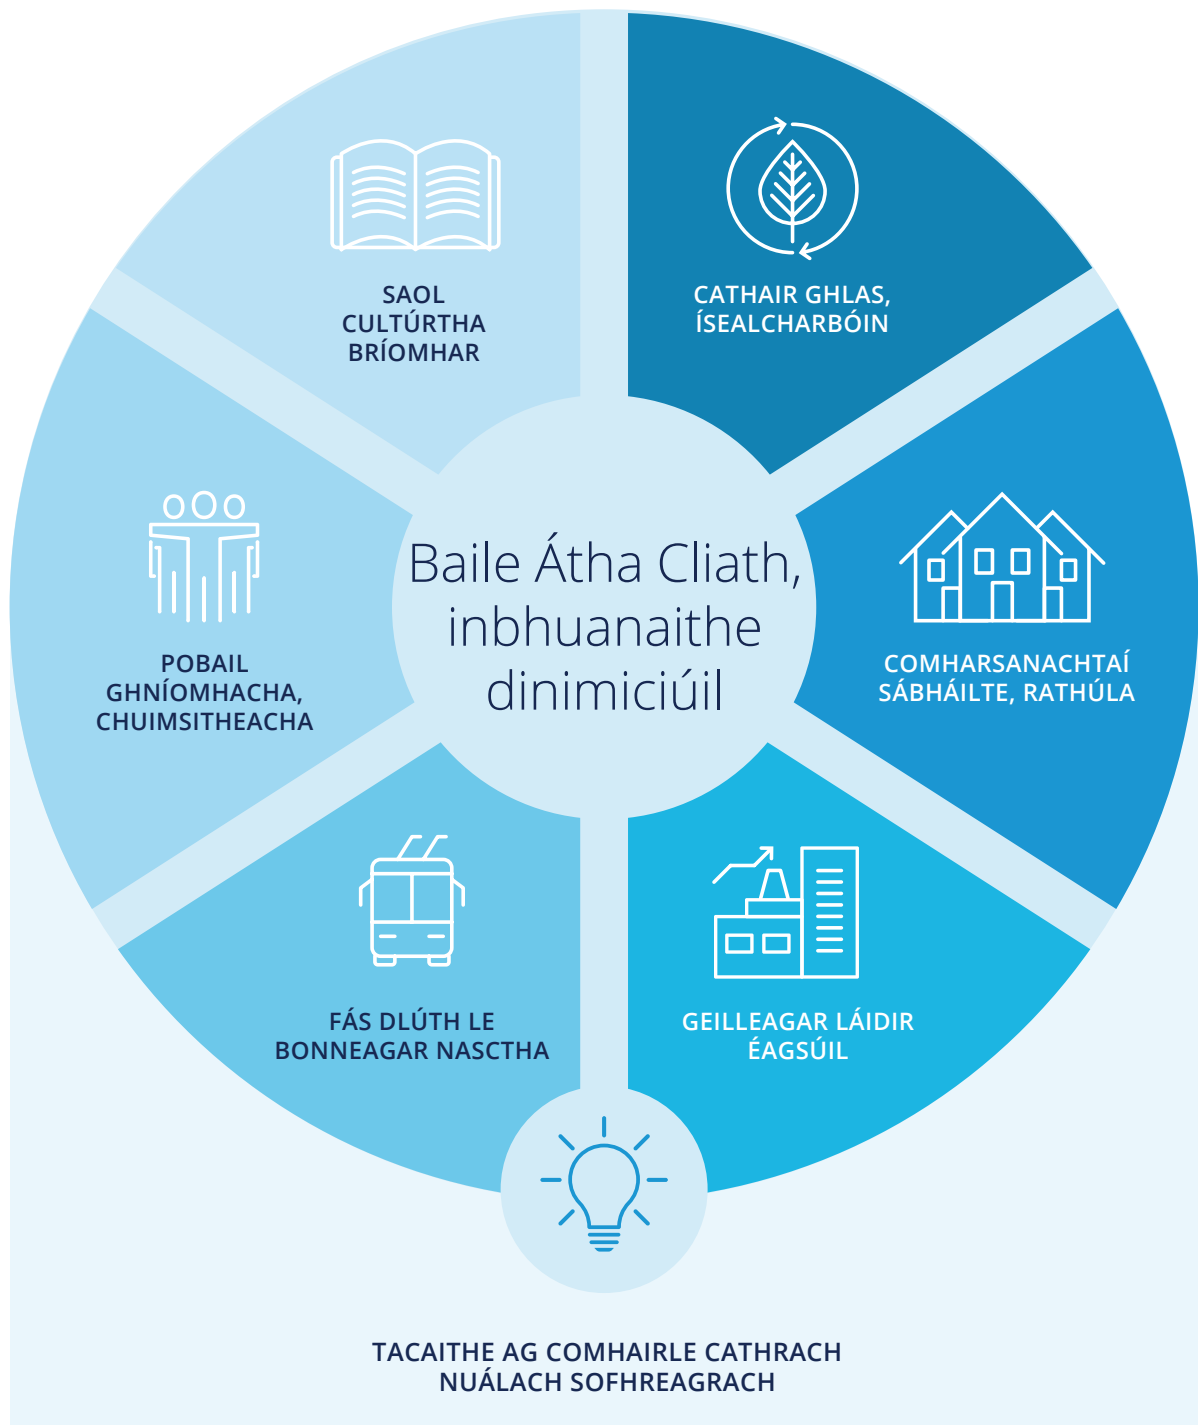 SAOL
CULTÚRTHA
BRÍOMHAR
CATHAIR GHLAS,
ÍSEALCHARBÓIN
Baile Átha Cliath,
inbhuanaithe
dinimiciúil
POBAIL
GHNÍOMHACHA,
CHUIMSITHEACHA
COMHARSANACHTAÍ
SÁBHÁILTE, RATHÚLA
FÁS DLÚTH LE
BONNEAGAR NASCTHA
GEILLEAGAR LÁIDIR
ÉAGSÚIL
TACAITHE AG COMHAIRLE CATHRACH
NUÁLACH SOFHREAGRACH